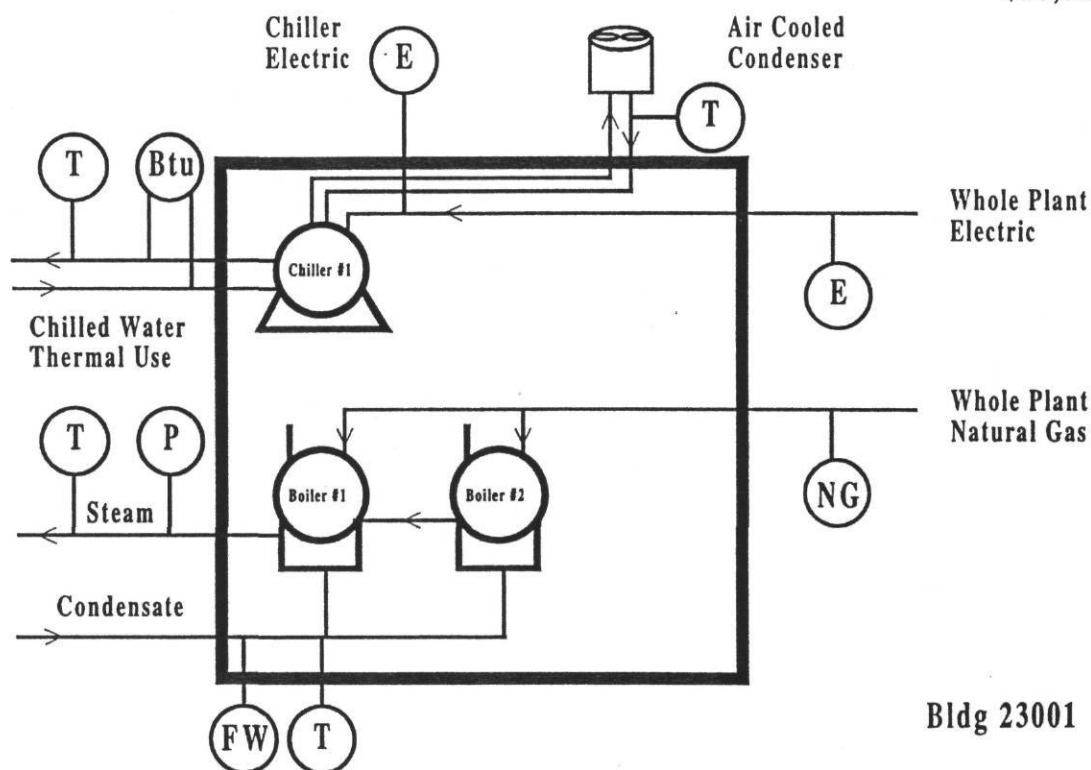 Chiller
Electric
E
Air Cooled
Condenser
T
T
Btu
Whole Plant
Electric
Chiller #1
E
Chilled Water
Thermal Use
Whole Plant
Natural Gas
T
P
Steam
Boiler #1
Boiler #2
NG
Condensate
FW
T
Bldg 23001